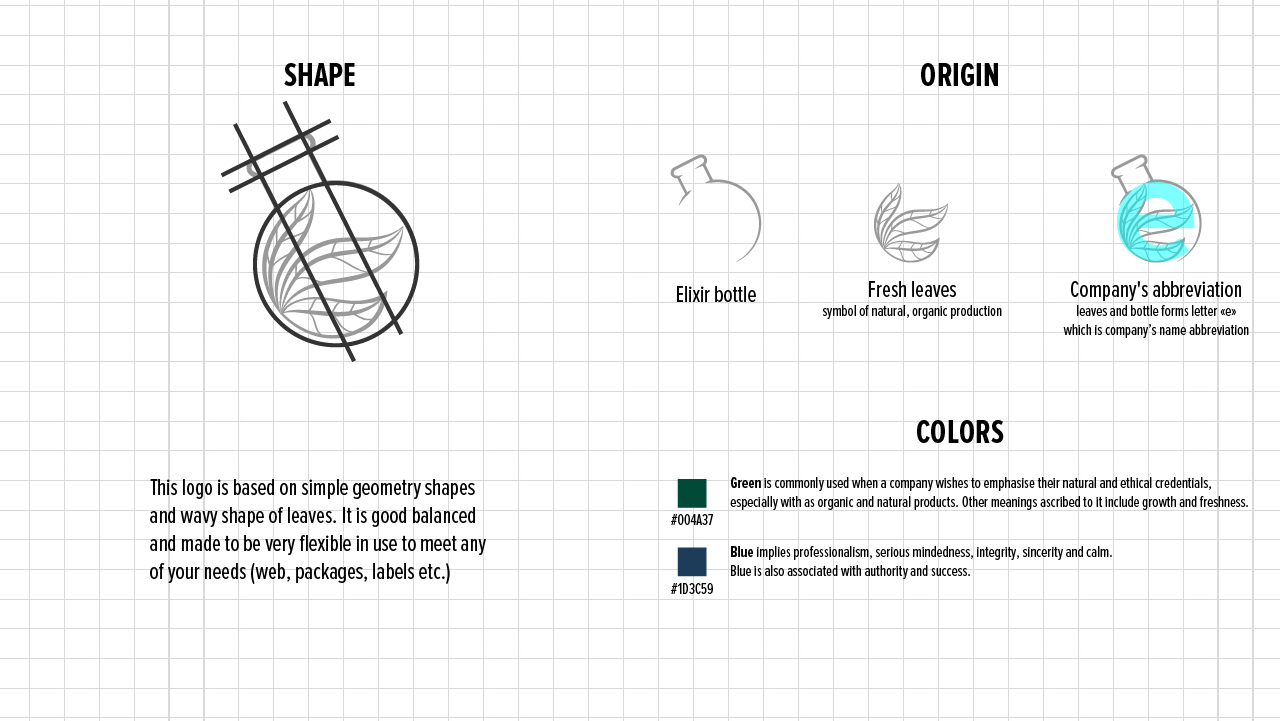 SHAPE
ORIGIN
Elixir bottle
Fresh leaves
symbol of natural, organic production
Company's abbreviation
leaves and bottle forms letter «e»
which is company’s name abbreviation
This logo is based on simple geometry shapes
and wavy shape of leaves. It is good balanced
and made to be very flexible in use to meet any
of your needs (web, packages, labels etc.)
COLORS
Green is commonly used when a company wishes to emphasise their natural and ethical credentials,
especially with as organic and natural products. Other meanings ascribed to it include growth and freshness.
#004A37
Blue implies professionalism, serious mindedness, integrity, sincerity and calm.
Blue is also associated with authority and success.
#1D3C59